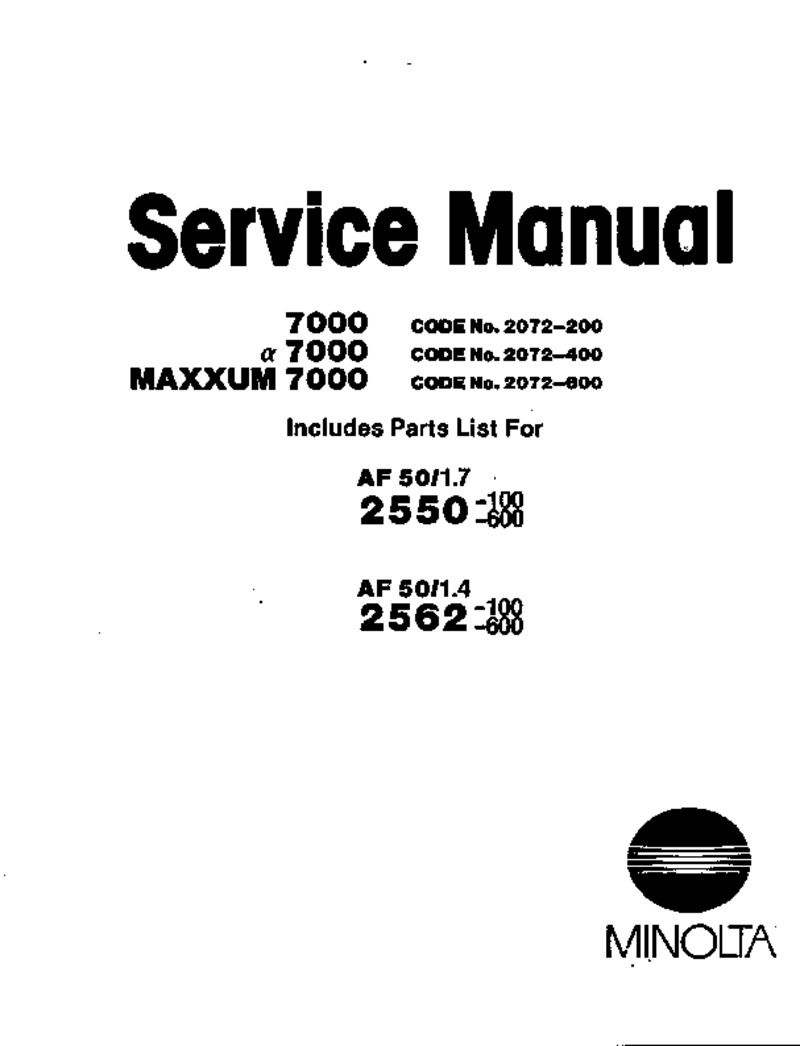 Service Manual
7000 CODE No. 2072-200
α 7000 CODE No. 2072-400
MAXXUM 7000 CODE No. 2072-600
Includes Parts List For
AF 50/1.7
2550 -100
-600
AF 50/1.4
2562 -100
-600
MINOLTA